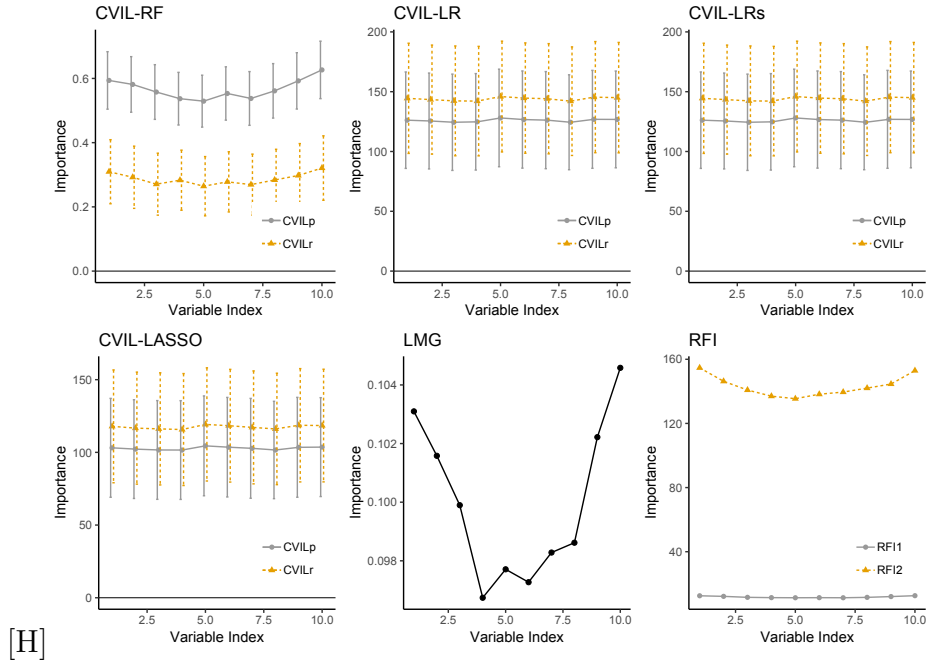 CVIL-RF
Importance
0.6
0.4
0.2
0.0
CVILp
CVILr
2.5 5.0 7.5 10.0
Variable Index
CVIL-LR
Importance
200
150
100
50
0
CVILp
CVILr
2.5 5.0 7.5 10.0
Variable Index
CVIL-LRs
Importance
200
150
100
50
0
CVILp
CVILr
2.5 5.0 7.5 10.0
Variable Index
CVIL-LASSO
Importance
150
100
50
0
CVILp
CVILr
2.5 5.0 7.5 10.0
Variable Index
LMG
Importance
0.104
0.102
0.100
0.098
2.5 5.0 7.5 10.0
Variable Index
RFI
Importance
160
120
80
40
RFI1
RFI2
2.5 5.0 7.5 10.0
Variable Index
[H]